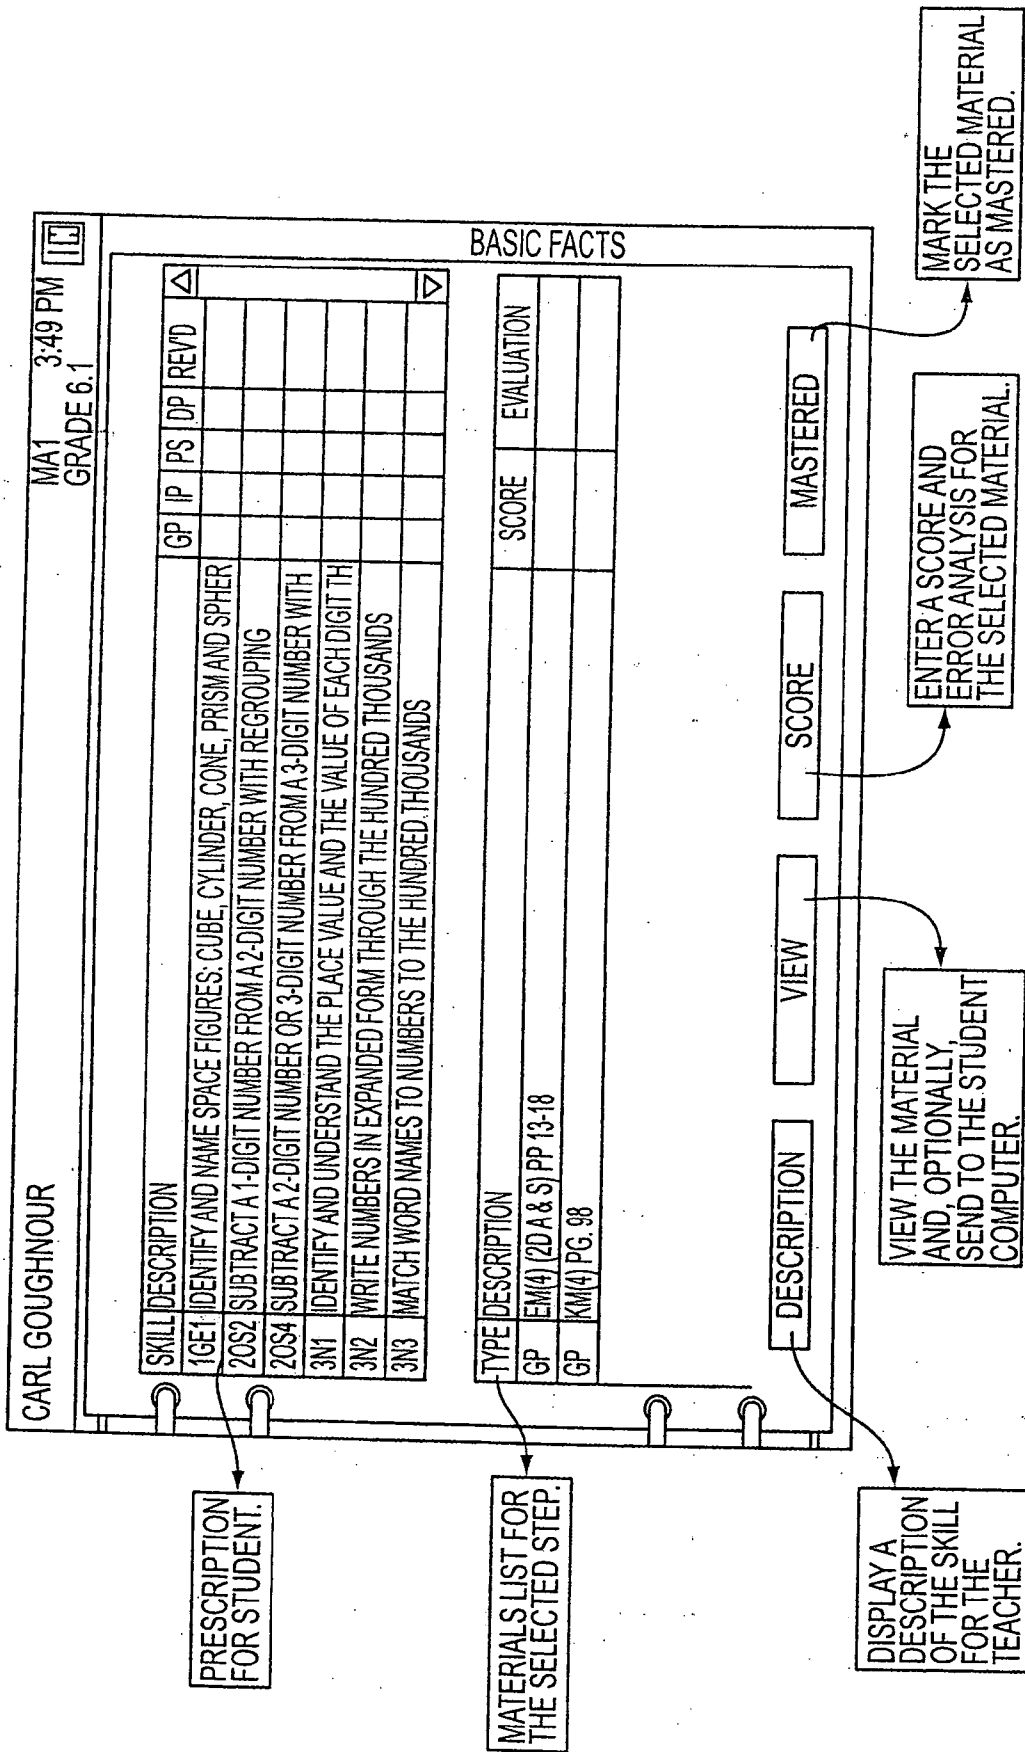 CARL GOUGHNOUR
MA1 3:49 PM
GRADE 6.1
BASIC FACTS
SKILL DESCRIPTION GP IP PS DP REV'D
1GE1 IDENTIFY AND NAME SPACE FIGURES: CUBE, CYLINDER, CONE, PRISM AND SPHER
2OS2 SUBTRACT A 1-DIGIT NUMBER FROM A 2-DIGIT NUMBER WITH REGROUPING
2OS4 SUBTRACT A 2-DIGIT NUMBER OR 3-DIGIT NUMBER FROM A 3-DIGIT NUMBER WITH
3N1 IDENTIFY AND UNDERSTAND THE PLACE VALUE AND THE VALUE OF EACH DIGIT TH
3N2 WRITE NUMBERS IN EXPANDED FORM THROUGH THE HUNDRED THOUSANDS
3N3 MATCH WORD NAMES TO NUMBERS TO THE HUNDRED THOUSANDS
TYPE DESCRIPTION SCORE EVALUATION
GP EM(4) (2D A & S) PP 13-18
GP KM(4) PG. 98
DESCRIPTION
VIEW
SCORE
MASTERED
PRESCRIPTION
FOR STUDENT.
MATERIALS LIST FOR
THE SELECTED STEP.
DISPLAY A
DESCRIPTION
OF THE SKILL
FOR THE
TEACHER.
VIEW THE MATERIAL
AND, OPTIONALLY,
SEND TO THE STUDENT
COMPUTER.
ENTER A SCORE AND
ERROR ANALYSIS FOR
THE SELECTED MATERIAL.
MARK THE
SELECTED MATERIAL
AS MASTERED.